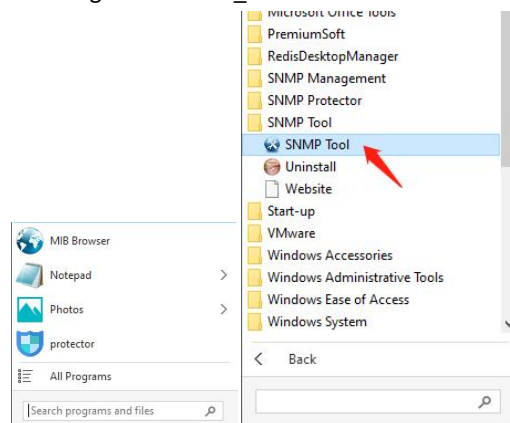 Microsoft Office Tools
PremiumSoft
RedisDesktopManager
SNMP Management
SNMP Protector
SNMP Tool
SNMP Tool
Uninstall
Website
Start-up
VMware
Windows Accessories
Windows Administrative Tools
Windows Ease of Access
Windows System
Back
MIB Browser
Notepad
Photos
protector
All Programs
Search programs and files